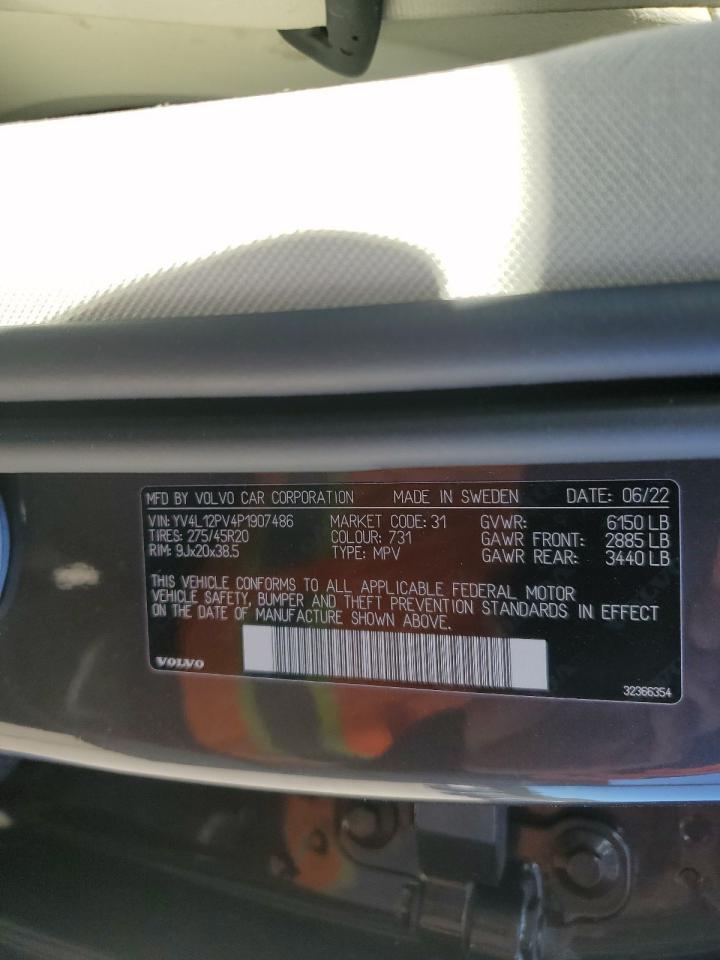 MFD BY VOLVO CAR CORPORATION MADE IN SWEDEN DATE: 06/22
VIN: YV4L12PV4P1907486 MARKET CODE: 31 GVWR: 6150 LB
TIRES: 275/45R20 COLOUR: 731 GAWR FRONT: 2885 LB
RIM: 9Jx20x38.5 TYPE: MPV GAWR REAR: 3440 LB
THIS VEHICLE CONFORMS TO ALL APPLICABLE FEDERAL MOTOR
VEHICLE SAFETY, BUMPER AND THEFT PREVENTION STANDARDS IN EFFECT
ON THE DATE OF MANUFACTURE SHOWN ABOVE.
VOLVO
32366354